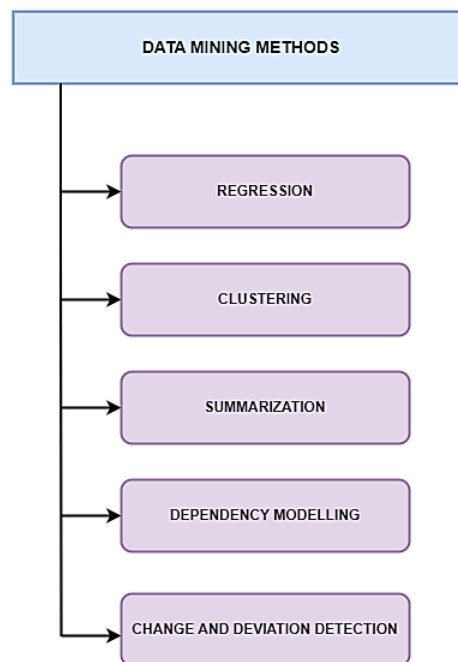 DATA MINING METHODS
REGRESSION
CLUSTERING
SUMMARIZATION
DEPENDENCY MODELLING
CHANGE AND DEVIATION DETECTION